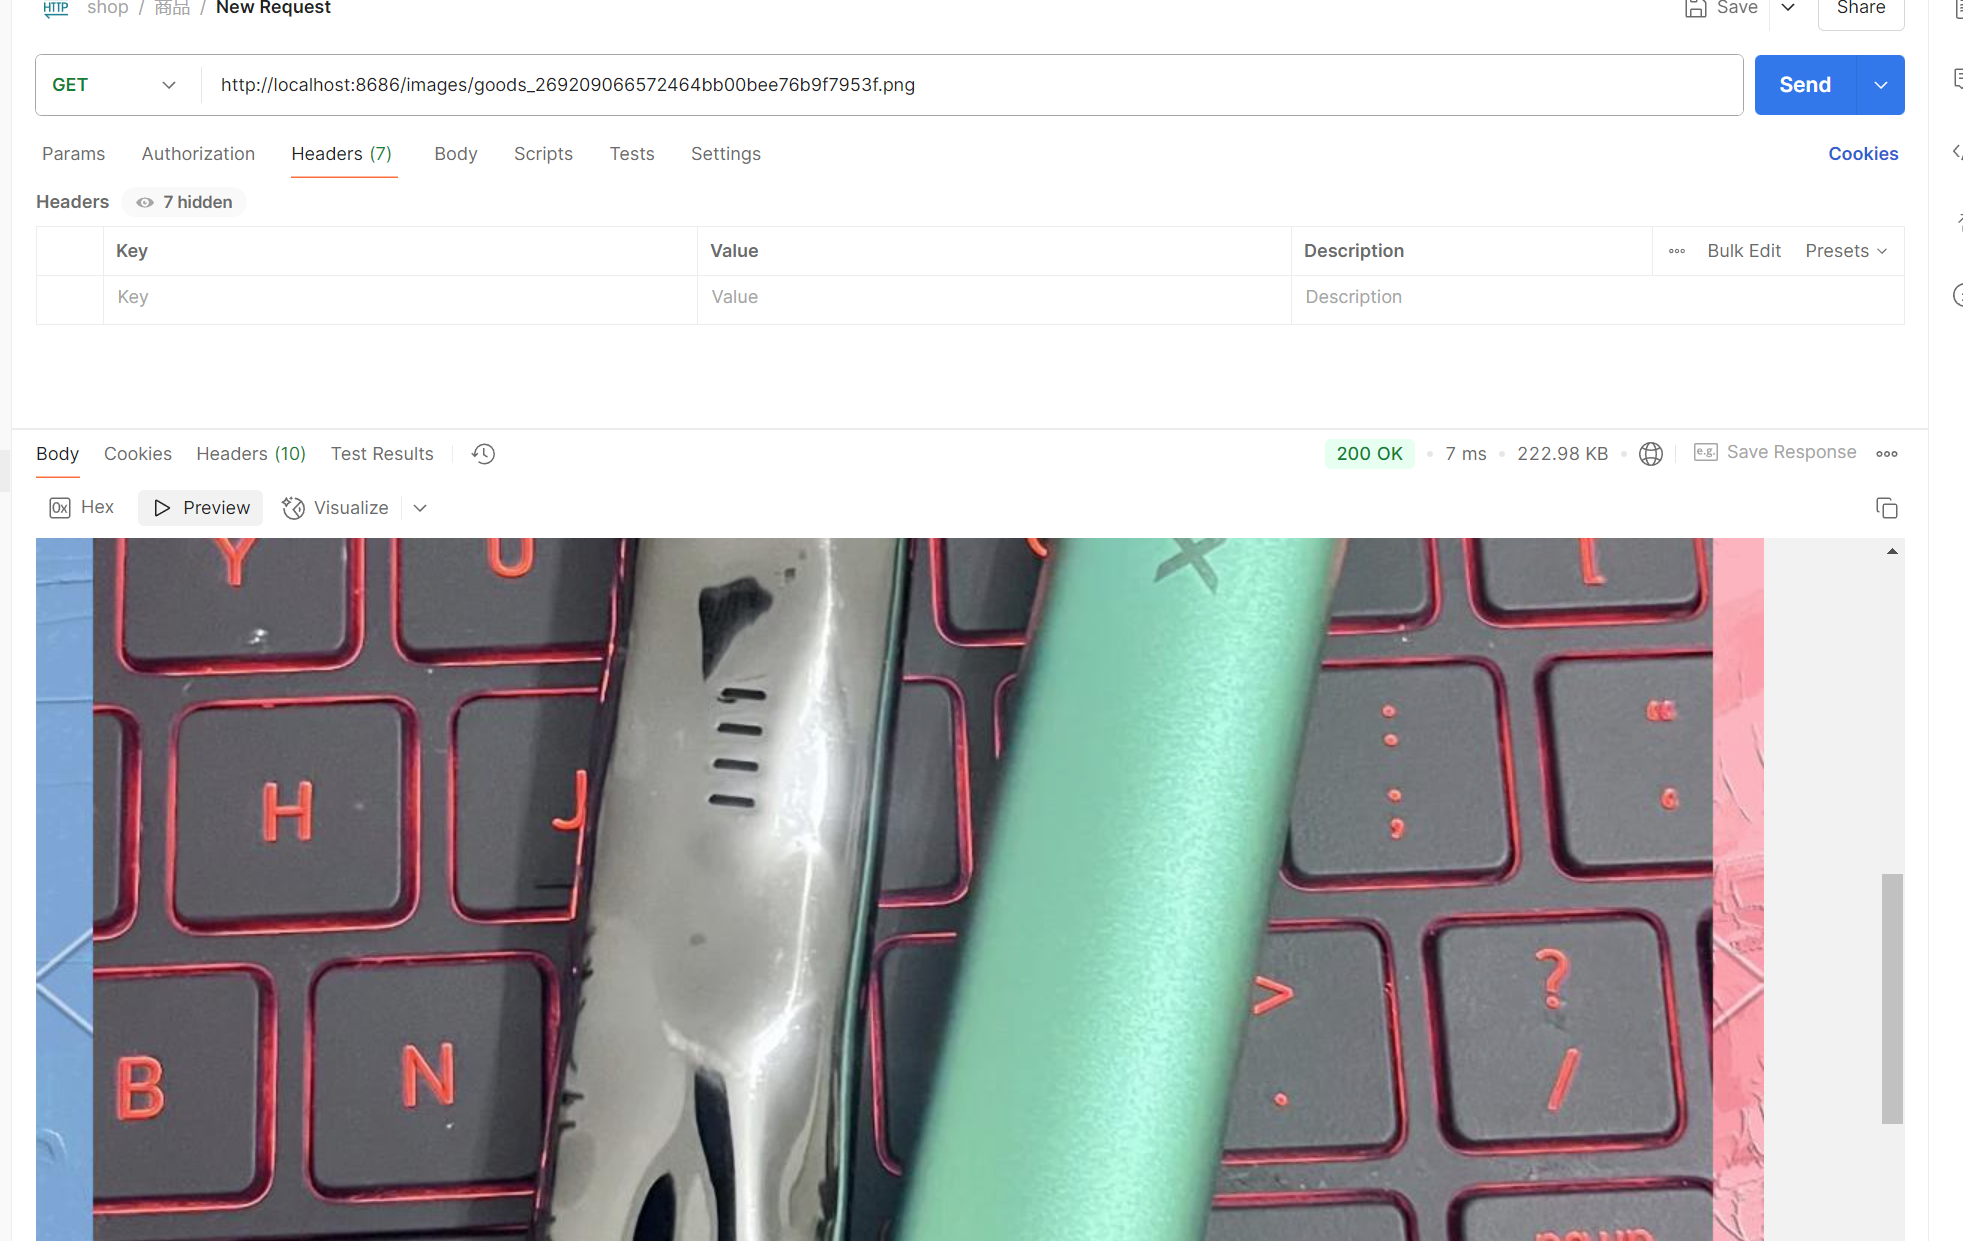 HTTP shop / 商品 / New Request Save Share
GET http://localhost:8686/images/goods_269209066572464bb00bee76b9f7953f.png Send
Params Authorization Headers (7) Body Scripts Tests Settings Cookies
Headers 7 hidden
Key Value Description Bulk Edit Presets
Key Value Description
Body Cookies Headers (10) Test Results 200 OK • 7 ms • 222.98 KB • e.g. Save Response
0x Hex Preview Visualize
Y U [
X
: “
H J ; ‘
> ?
B N . /